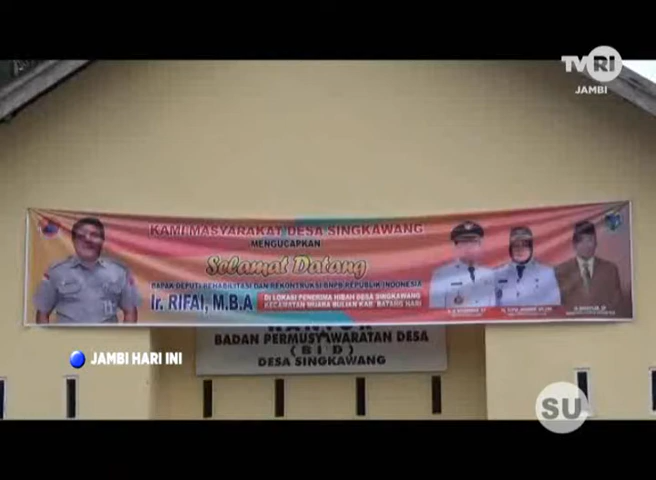 TVRI
JAMBI
KAMI MASYARAKAT DESA SINGKAWANG
MENGUCAPKAN
Selamat Datang
BAPAK DEPUTI REHABILITASI DAN REKONTRUKSI BNPB REPUBLIK INDONESIA
Ir. RIFAI, M.B.A
DI LOKASI PENERIMA HIBAH DESA SINGKAWANG
KECAMATAN MUARA BULIAN KAB. BATANG HARI
KANTOR
BADAN PERMUSYAWARATAN DESA
( B P D )
DESA SINGKAWANG
JAMBI HARI INI
SU